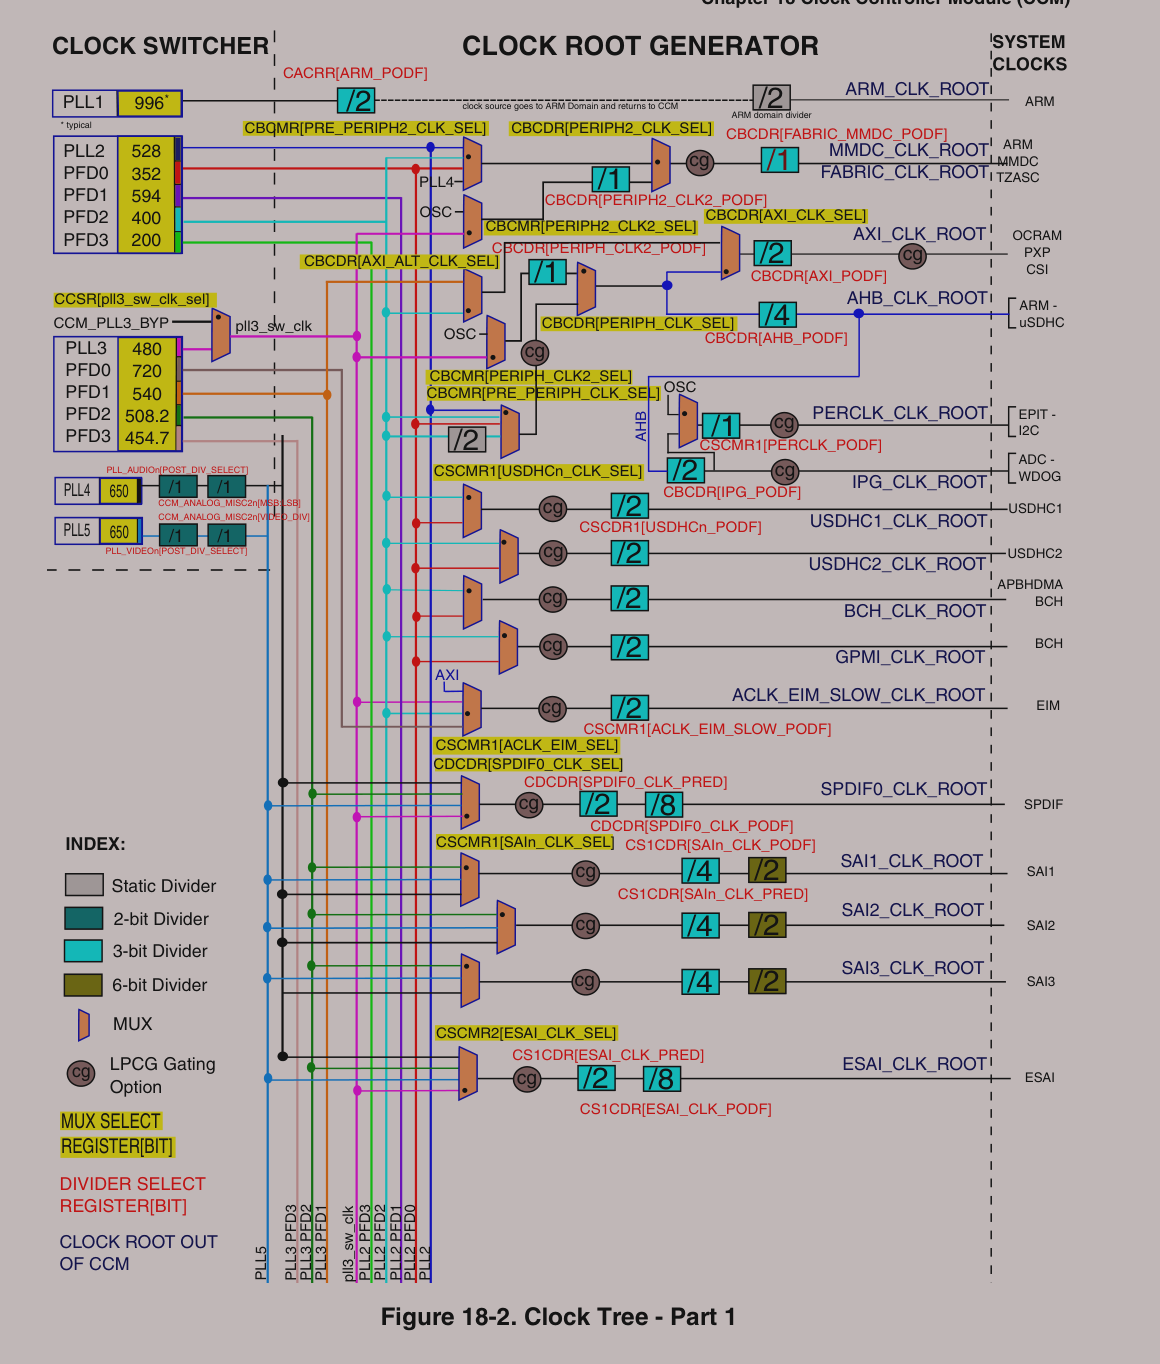 Chapter 18 Clock Controller Module (CCM)
CLOCK SWITCHER
CLOCK ROOT GENERATOR
SYSTEM
CLOCKS
CACRR[ARM_PODF]
PLL1 996*
/2
clock source goes to ARM Domain and returns to CCM
/2
ARM domain divider
ARM_CLK_ROOT
ARM
* typical
CBCMR[PRE_PERIPH2_CLK_SEL]
CBCDR[PERIPH2_CLK_SEL]
CBCDR[FABRIC_MMDC_PODF]
PLL2 528
PFD0 352
PFD1 594
PFD2 400
PFD3 200
PLL4
OSC
cg
/1
/1
MMDC_CLK_ROOT
FABRIC_CLK_ROOT
ARM
MMDC
TZASC
CBCDR[PERIPH2_CLK2_PODF]
CBCMR[PERIPH2_CLK2_SEL]
CBCDR[AXI_CLK_SEL]
CBCDR[PERIPH_CLK2_PODF]
CBCDR[AXI_ALT_CLK_SEL]
/1
/2
AXI_CLK_ROOT
cg
OCRAM
PXP
CSI
CBCDR[AXI_PODF]
CCSR[pll3_sw_clk_sel]
CCM_PLL3_BYP
pll3_sw_clk
OSC
cg
CBCDR[PERIPH_CLK_SEL]
/4
CBCDR[AHB_PODF]
AHB_CLK_ROOT
ARM -
uSDHC
PLL3 480
PFD0 720
PFD1 540
PFD2 508.2
PFD3 454.7
CBCMR[PERIPH_CLK2_SEL]
CBCMR[PRE_PERIPH_CLK_SEL]
/2
OSC
AHB
/1
cg
PERCLK_CLK_ROOT
EPIT -
I2C
CSCMR1[PERCLK_PODF]
/2
cg
ADC -
WDOG
CBCDR[IPG_PODF]
IPG_CLK_ROOT
PLL_AUDIOn[POST_DIV_SELECT]
PLL4 650 /1 /1
CCM_ANALOG_MISC2n[MSB:LSB]
CCM_ANALOG_MISC2n[VIDEO_DIV]
PLL5 650 /1 /1
PLL_VIDEOn[POST_DIV_SELECT]
CSCMR1[USDHCn_CLK_SEL]
cg
/2
USDHC1
CSCDR1[USDHCn_PODF]
USDHC1_CLK_ROOT
cg
/2
USDHC2
USDHC2_CLK_ROOT
cg
/2
APBHDMA
BCH
BCH_CLK_ROOT
cg
/2
BCH
GPMI_CLK_ROOT
AXI
cg
/2
ACLK_EIM_SLOW_CLK_ROOT
EIM
CSCMR1[ACLK_EIM_SLOW_PODF]
CSCMR1[ACLK_EIM_SEL]
CDCDR[SPDIF0_CLK_SEL]
CDCDR[SPDIF0_CLK_PRED]
cg
/2
/8
SPDIF0_CLK_ROOT
SPDIF
CDCDR[SPDIF0_CLK_PODF]
CSCMR1[SAIn_CLK_SEL]
CS1CDR[SAIn_CLK_PODF]
cg
/4
/2
SAI1_CLK_ROOT
SAI1
CS1CDR[SAIn_CLK_PRED]
cg
/4
/2
SAI2_CLK_ROOT
SAI2
cg
/4
/2
SAI3_CLK_ROOT
SAI3
CSCMR2[ESAI_CLK_SEL]
CS1CDR[ESAI_CLK_PRED]
cg
/2
/8
ESAI_CLK_ROOT
ESAI
CS1CDR[ESAI_CLK_PODF]
INDEX:
Static Divider
2-bit Divider
3-bit Divider
6-bit Divider
MUX
cg
LPCG Gating
Option
MUX SELECT
REGISTER[BIT]
DIVIDER SELECT
REGISTER[BIT]
CLOCK ROOT OUT
OF CCM
PLL5
PLL3 PFD3
PLL3 PFD2
PLL3 PFD1
pll3_sw_clk
PLL2 PFD3
PLL2 PFD2
PLL2 PFD1
PLL2 PFD0
PLL2
Figure 18-2. Clock Tree - Part 1